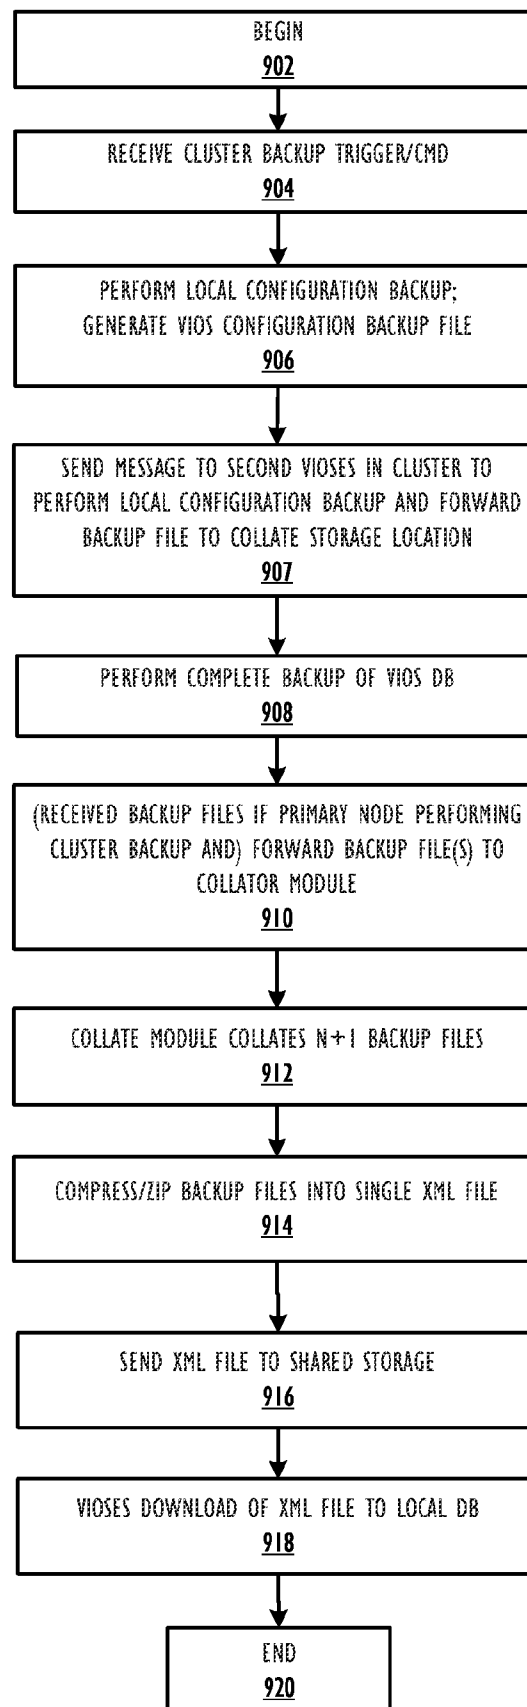 BEGIN
902
RECEIVE CLUSTER BACKUP TRIGGER/CMD
904
PERFORM LOCAL CONFIGURATION BACKUP;
GENERATE VIOS CONFIGURATION BACKUP FILE
906
SEND MESSAGE TO SECOND VIOSES IN CLUSTER TO
PERFORM LOCAL CONFIGURATION BACKUP AND FORWARD
BACKUP FILE TO COLLATE STORAGE LOCATION
907
PERFORM COMPLETE BACKUP OF VIOS DB
908
(RECEIVED BACKUP FILES IF PRIMARY NODE PERFORMING
CLUSTER BACKUP AND) FORWARD BACKUP FILE(S) TO
COLLATOR MODULE
910
COLLATE MODULE COLLATES N+1 BACKUP FILES
912
COMPRESS/ZIP BACKUP FILES INTO SINGLE XML FILE
914
SEND XML FILE TO SHARED STORAGE
916
VIOSES DOWNLOAD OF XML FILE TO LOCAL DB
918
END
920